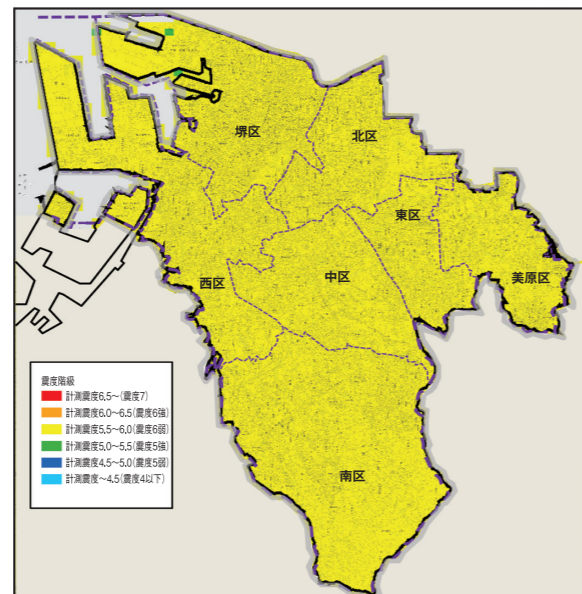 堺区
北区
東区
美原区
西区
中区
南区
震度階級
計測震度6.5～(震度7)
計測震度6.0～6.5(震度6強)
計測震度5.5～6.0(震度6弱)
計測震度5.0～5.5(震度5強)
計測震度4.5～5.0(震度5弱)
計測震度～4.5(震度4以下)